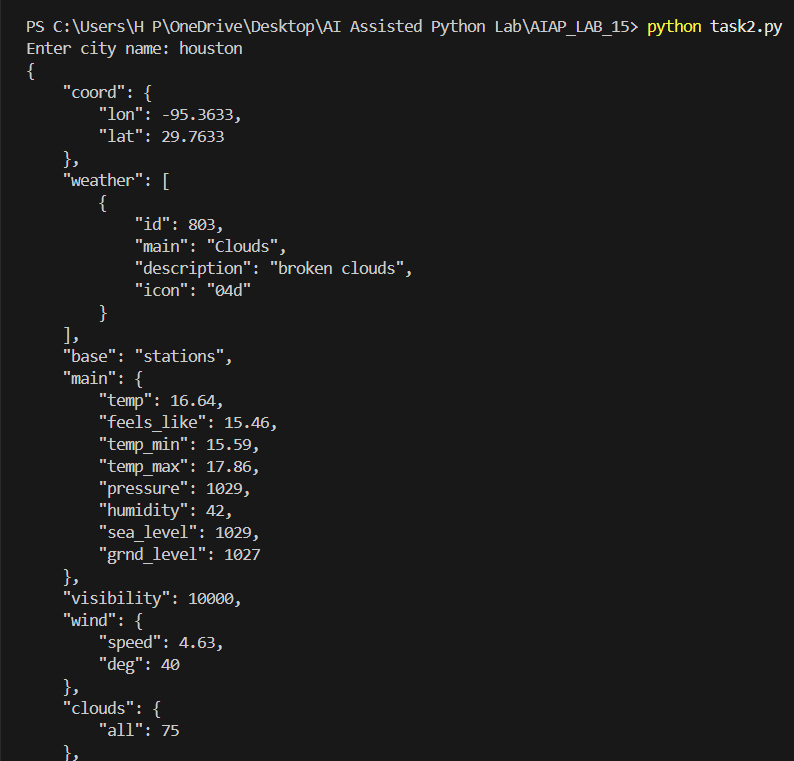 PS C:\Users\H P\OneDrive\Desktop\AI Assisted Python Lab\AIAP_LAB_15> python task2.py
Enter city name: houston
{
    "coord": {
        "lon": -95.3633,
        "lat": 29.7633
    },
    "weather": [
        {
            "id": 803,
            "main": "Clouds",
            "description": "broken clouds",
            "icon": "04d"
        }
    ],
    "base": "stations",
    "main": {
        "temp": 16.64,
        "feels_like": 15.46,
        "temp_min": 15.59,
        "temp_max": 17.86,
        "pressure": 1029,
        "humidity": 42,
        "sea_level": 1029,
        "grnd_level": 1027
    },
    "visibility": 10000,
    "wind": {
        "speed": 4.63,
        "deg": 40
    },
    "clouds": {
        "all": 75
    },